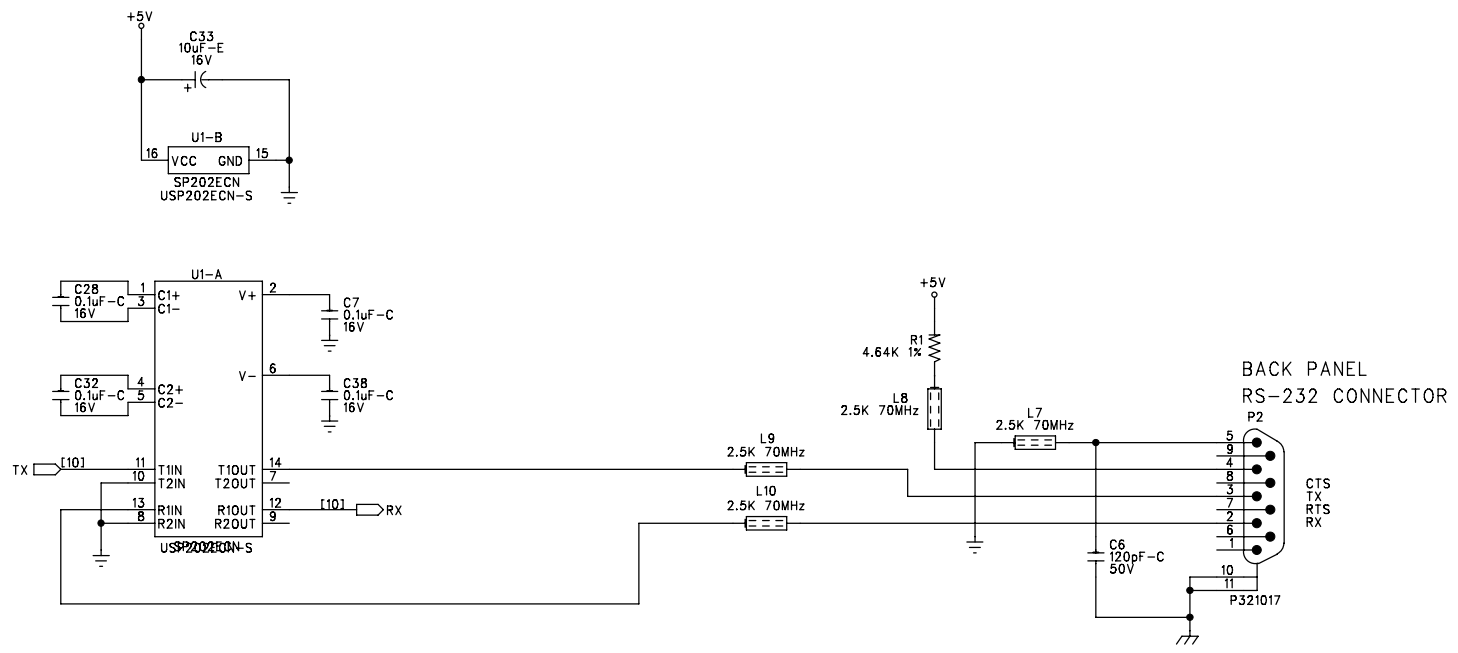 +5V
C33
10uF-E
16V
+
U1-B
16 VCC GND 15
SP202ECN
USP202ECN-S
U1-A
1 C1+
3 C1-
C28
0.1uF-C
16V
V+ 2
C7
0.1uF-C
16V
4 C2+
5 C2-
C32
0.1uF-C
16V
V- 6
C38
0.1uF-C
16V
TX [10] 11 T1IN T1OUT 14
10 T2IN T2OUT 7
13 R1IN R1OUT 12 [10] RX
8 R2IN R2OUT 9
USP202ECN-S
SP202ECN
L9
2.5K 70MHz
L10
2.5K 70MHz
+5V
R1
4.64K 1%
L8
2.5K 70MHz
L7
2.5K 70MHz
C6
120pF-C
50V
BACK PANEL
RS-232 CONNECTOR
P2
5
9
4
8 CTS
3 TX
7 RTS
2 RX
6
1
10
11
P321017